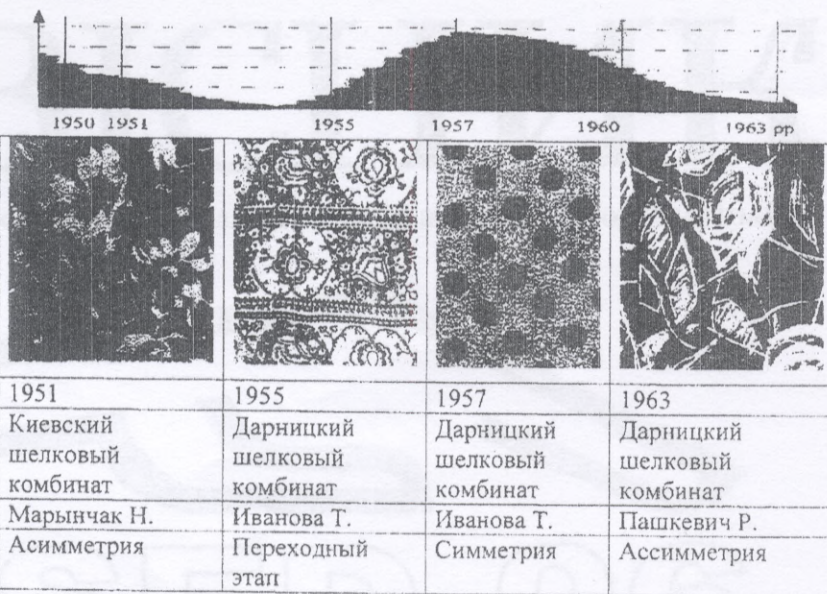 1950 1951 1955 1957 1960 1963 рр
1951 1955 1957 1963
Киевский Дарницкий Дарницкий Дарницкий
шелковый шелковый шелковый шелковый
комбинат комбинат комбинат комбинат
Марынчак Н. Иванова Т. Иванова Т. Пашкевич Р.
Асимметрия Переходный Симметрия Ассимметрия
этап